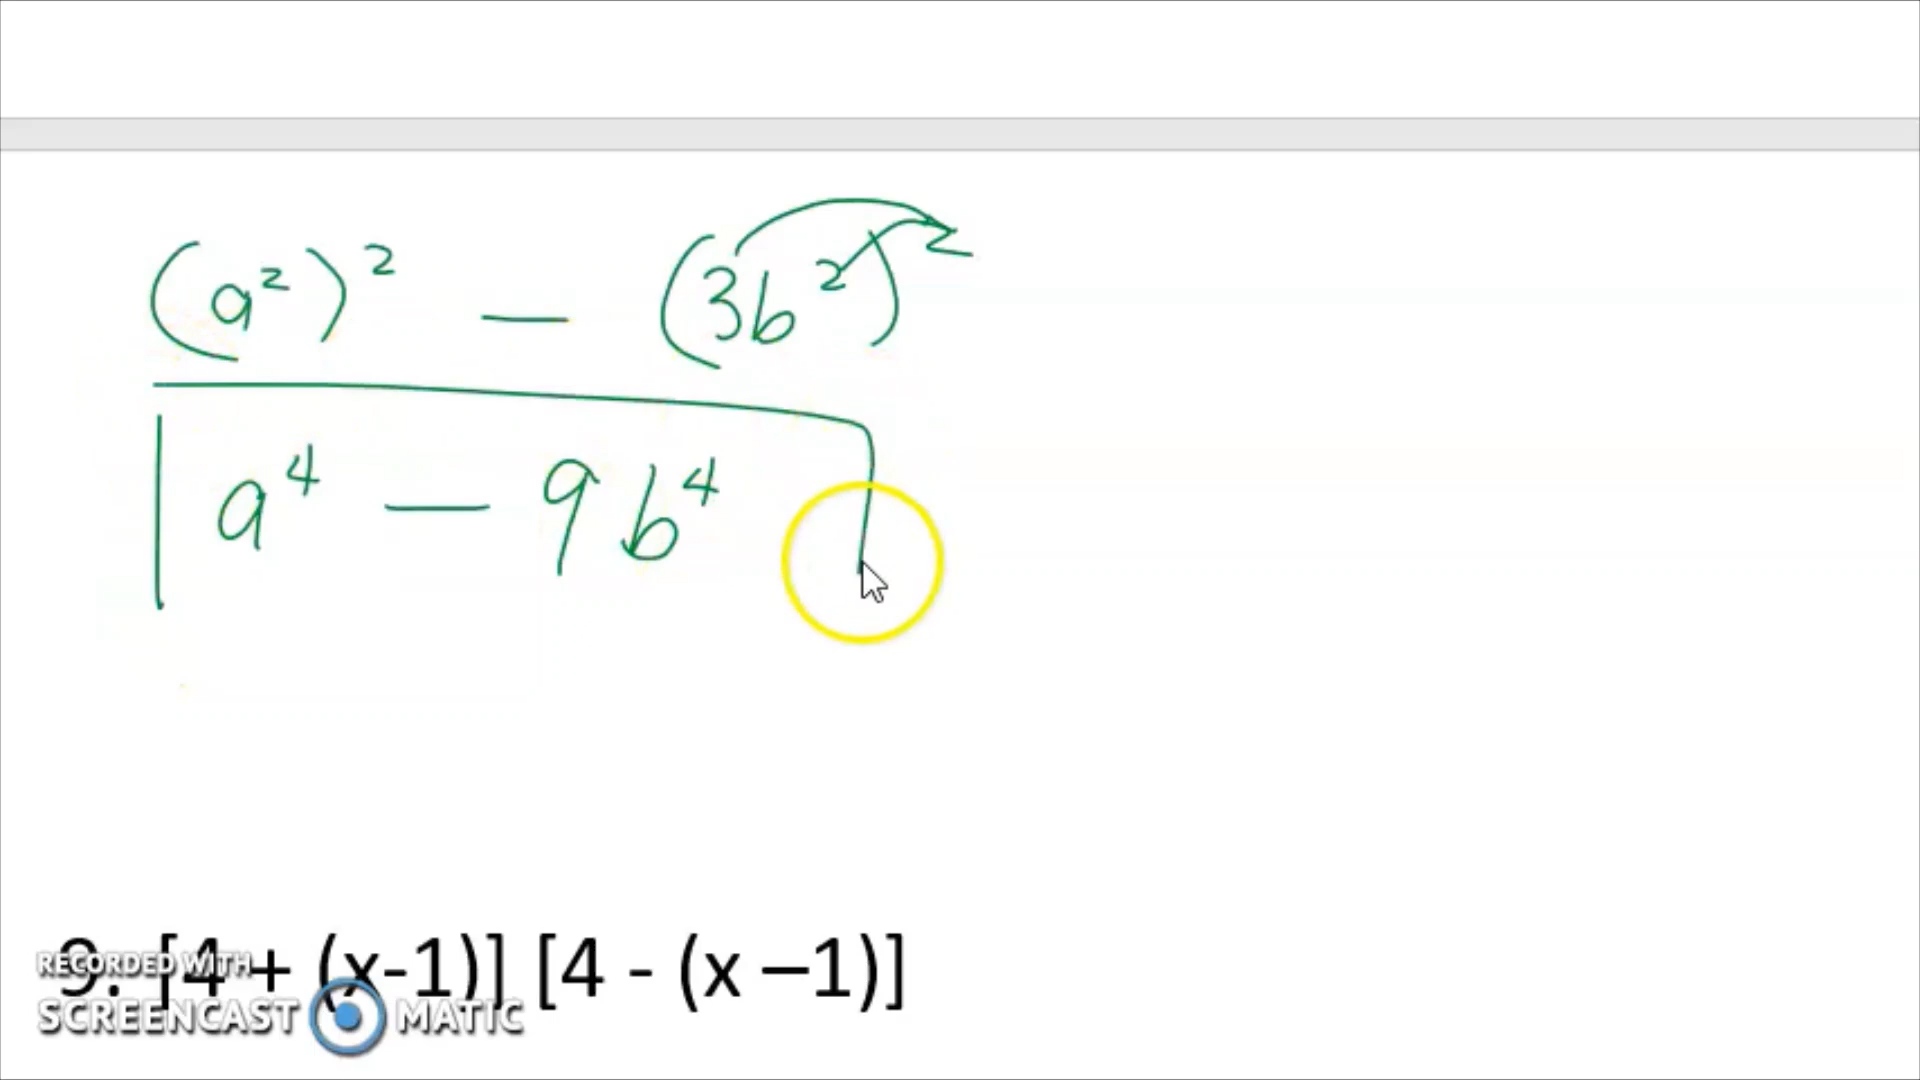 (a²)² — (3b²)²
a⁴ — 9b⁴
9. [4 + (x-1)] [4 - (x –1)]
RECORDED WITH
SCREENCAST MATIC